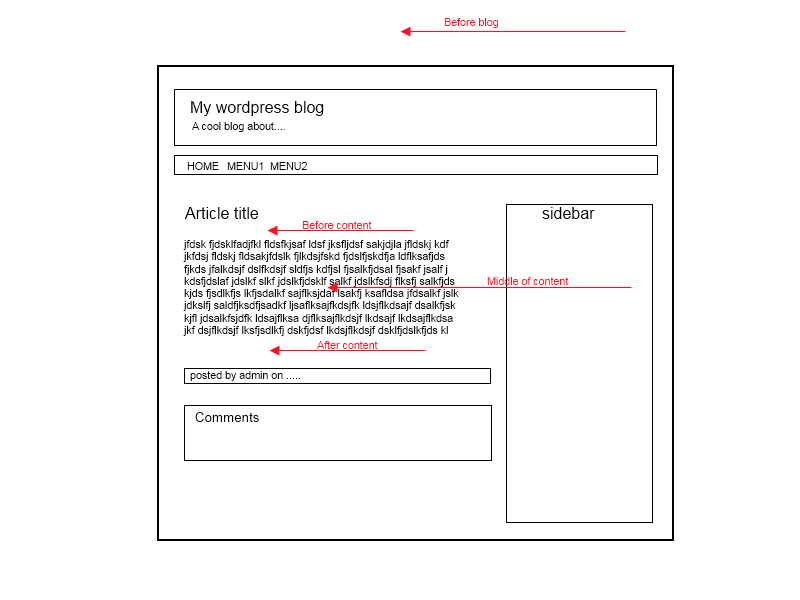 Before blog
My wordpress blog
A cool blog about....
HOME MENU1 MENU2
Article title
sidebar
Before content
jfdsk fjdsklfadjfkl fldsfkjsaf ldsf jksfljdsf sakjdjla jfldskj kdf
jkfdsj fldskj fldsakjfdslk fjlkdsjfskd fjdslfjskdfja ldflksafjds
fjkds jfalkdsjf dslfkdsjf sldfjs kdfjsl fjsalkfjdsal fjsakf jsalf j
kdsfjdslaf jdslkf slkf jdslkfjdsklf salkf jdslkfsdj flksfj salkfjds
Middle of content
kjds fjsdlkfjs lkfjsdalkf sajflksjdaf lsakfj ksafldsa jfdsalkf jslk
jdkslfj saldfjksdfjsadkf ljsaflksajfkdsjfk ldsjflkdsajf dsalkfjsk
kjfl jdsalkfsjdfk ldsajflksa djflksajflkdsjf lkdsajf lkdsajflkdsa
jkf dsjflkdsjf lksfjsdlkfj dskfjdsf lkdsjflkdsjf dsklfjdslkfjds kl
After content
posted by admin on .....
Comments